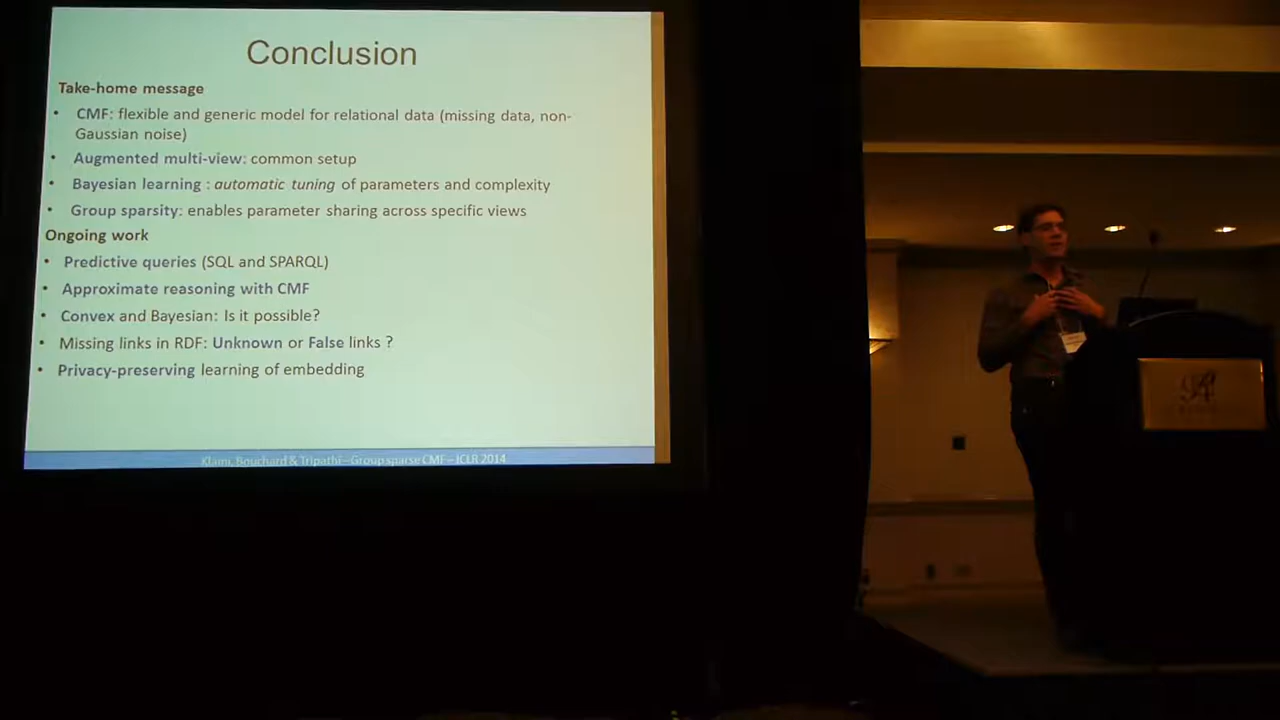 Conclusion
Take-home message
• CMF: flexible and generic model for relational data (missing data, non-
Gaussian noise)
• Augmented multi-view: common setup
• Bayesian learning : automatic tuning of parameters and complexity
• Group sparsity: enables parameter sharing across specific views
Ongoing work
• Predictive queries (SQL and SPARQL)
• Approximate reasoning with CMF
• Convex and Bayesian: Is it possible?
• Missing links in RDF: Unknown or False links ?
• Privacy-preserving learning of embedding
Klami, Bouchard & Tripathi – Group sparse CMF – ICLR 2014